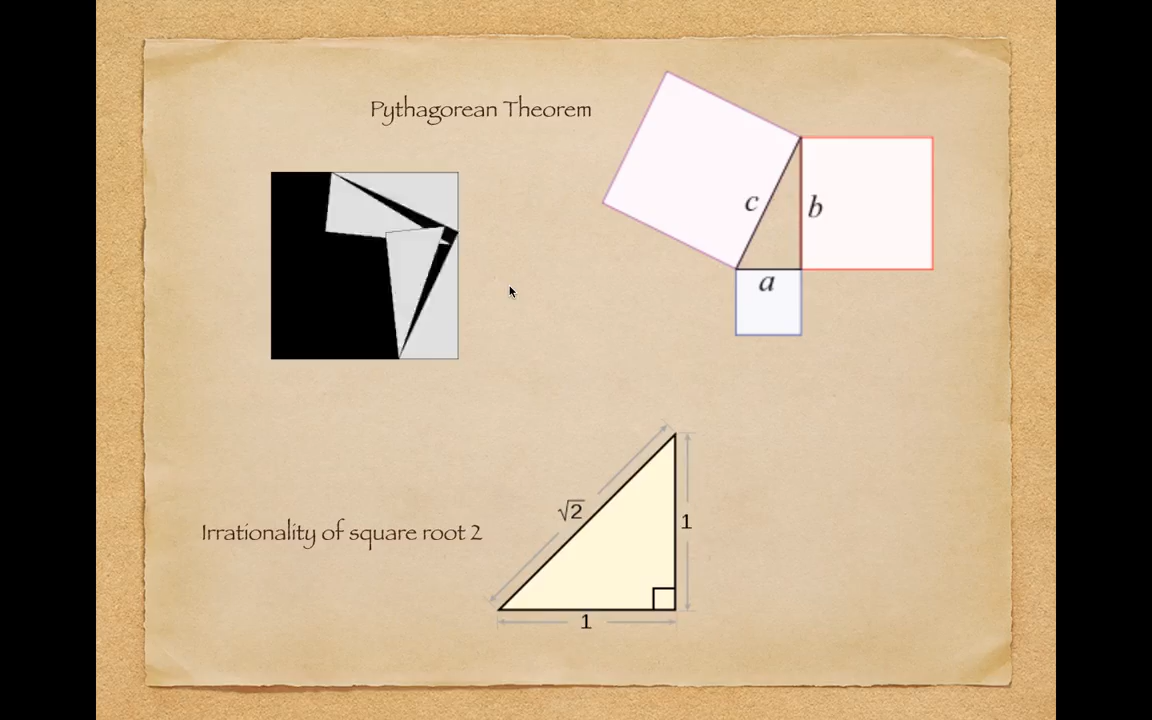 Pythagorean Theorem
c
b
a
√2
1
Irrationality of square root 2
1